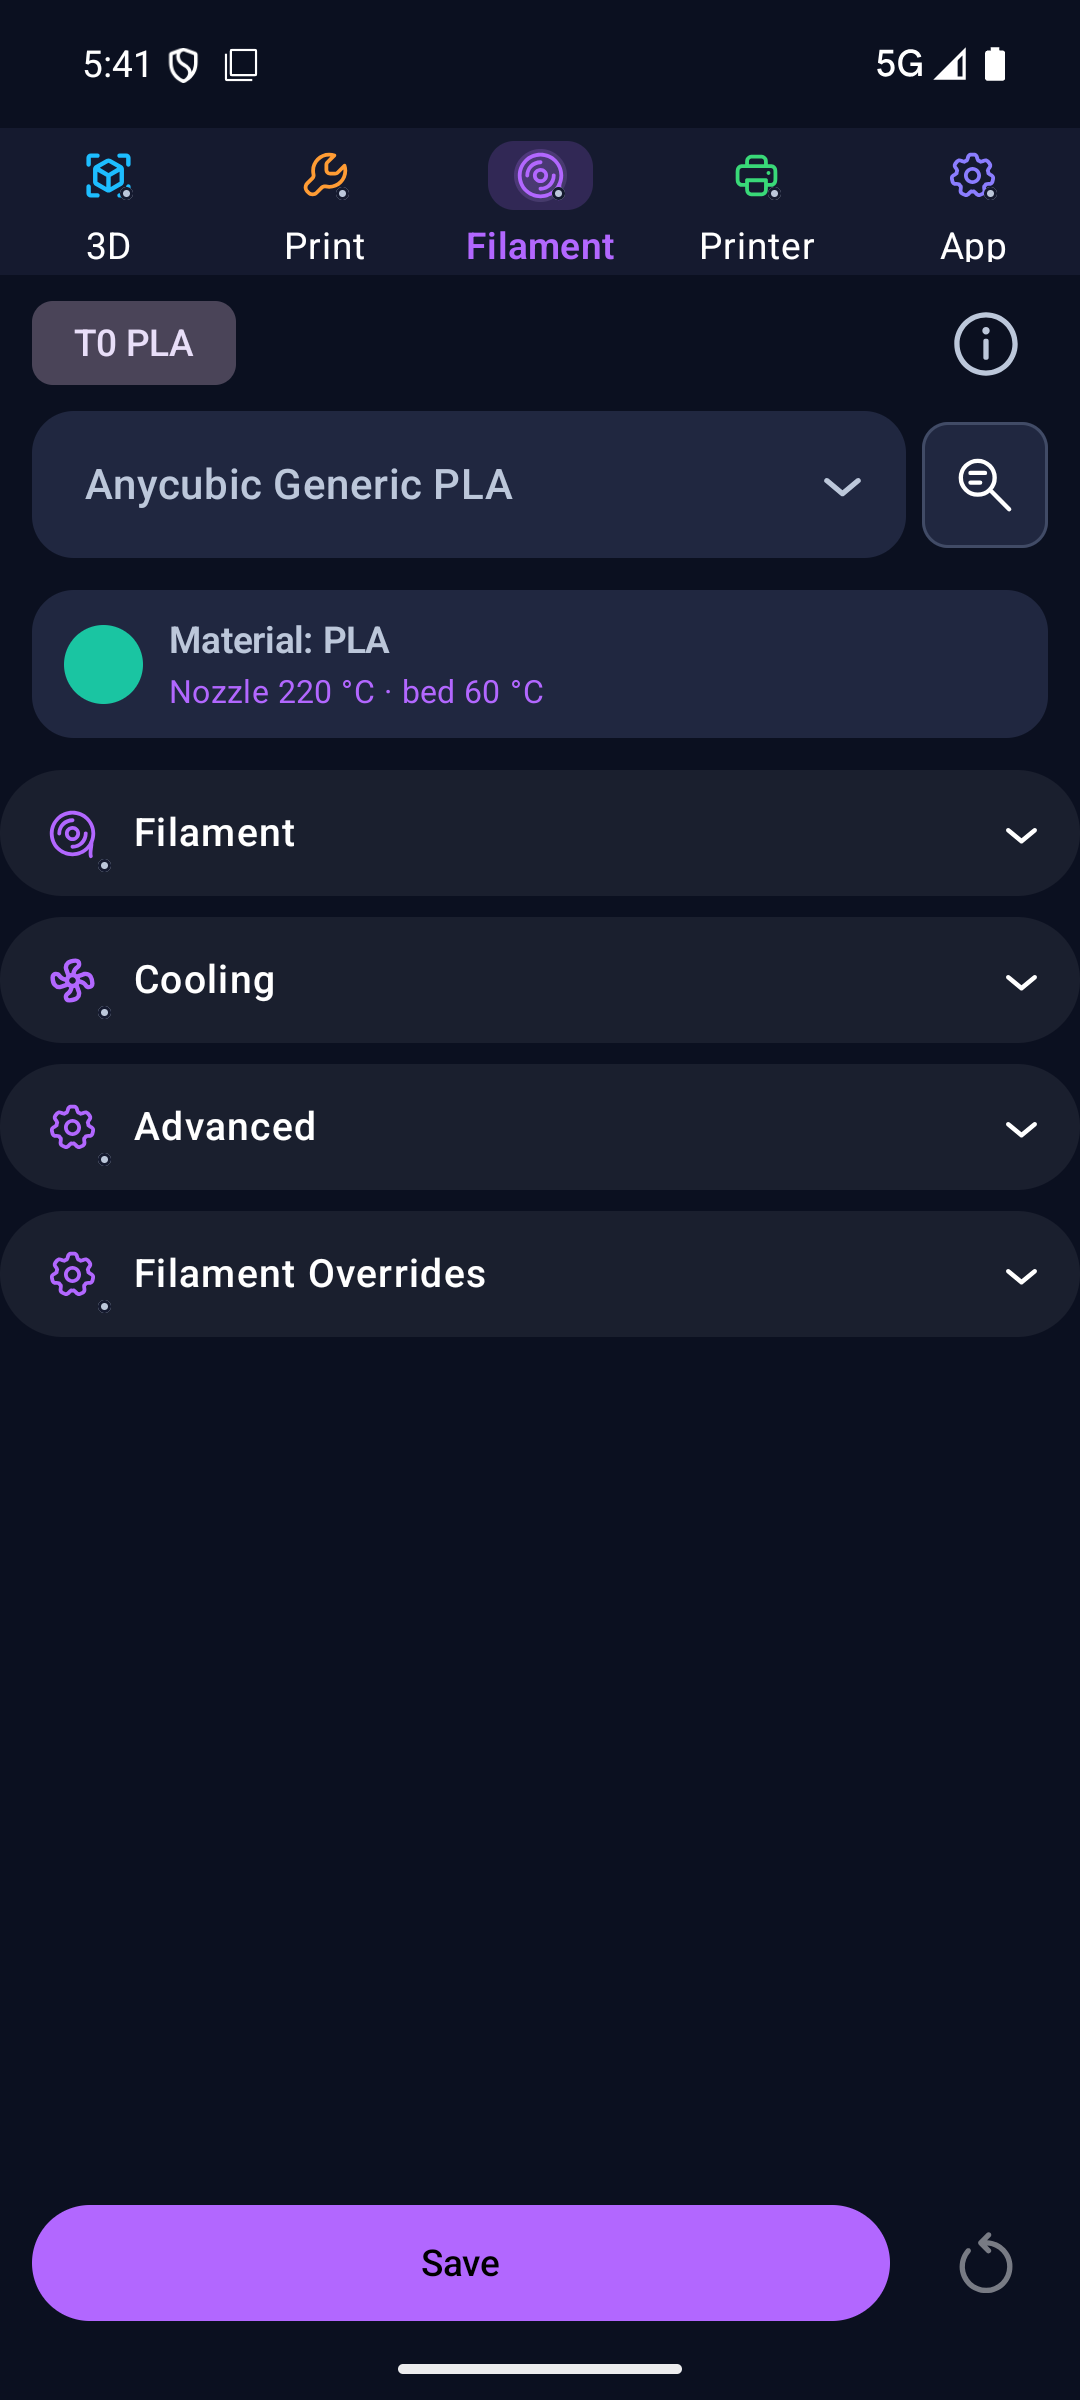 5:41
5G
3D
Print
Filament
Printer
App
T0 PLA
Anycubic Generic PLA
Material: PLA
Nozzle 220 °C · bed 60 °C
Filament
Cooling
Advanced
Filament Overrides
Save